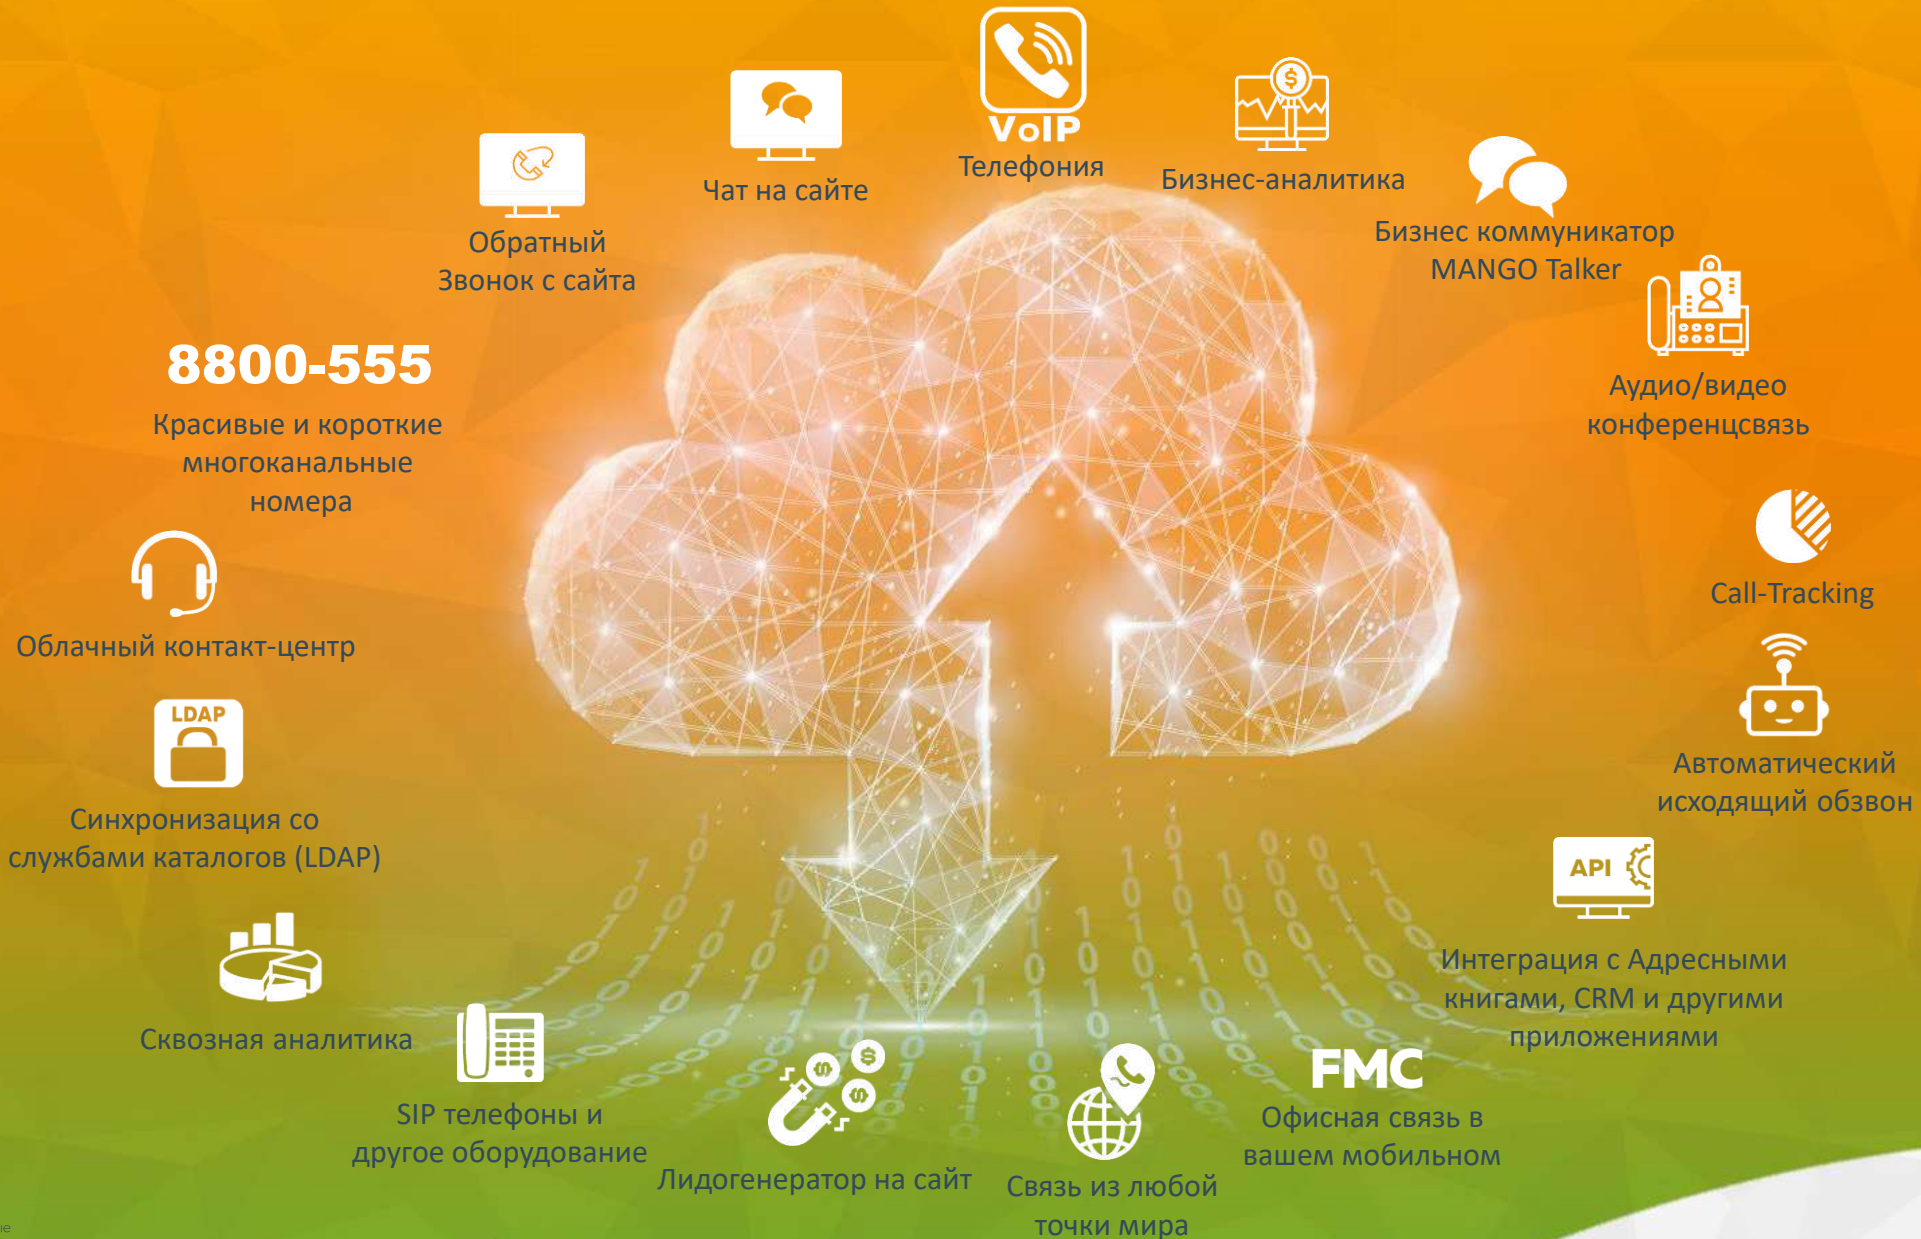 VoIP
Телефония
Чат на сайте
Бизнес-аналитика
Обратный
Звонок с сайта
Бизнес коммуникатор
MANGO Talker
8800-555
Красивые и короткие
многоканальные
номера
Аудио/видео
конференцсвязь
Облачный контакт-центр
Call-Tracking
LDAP
Синхронизация со
службами каталогов (LDAP)
Автоматический
исходящий обзвон
API
Интеграция с Адресными
книгами, CRM и другими
приложениями
Сквозная аналитика
SIP телефоны и
другое оборудование
Лидогенератор на сайт
Связь из любой
точки мира
FMC
Офисная связь в
вашем мобильном